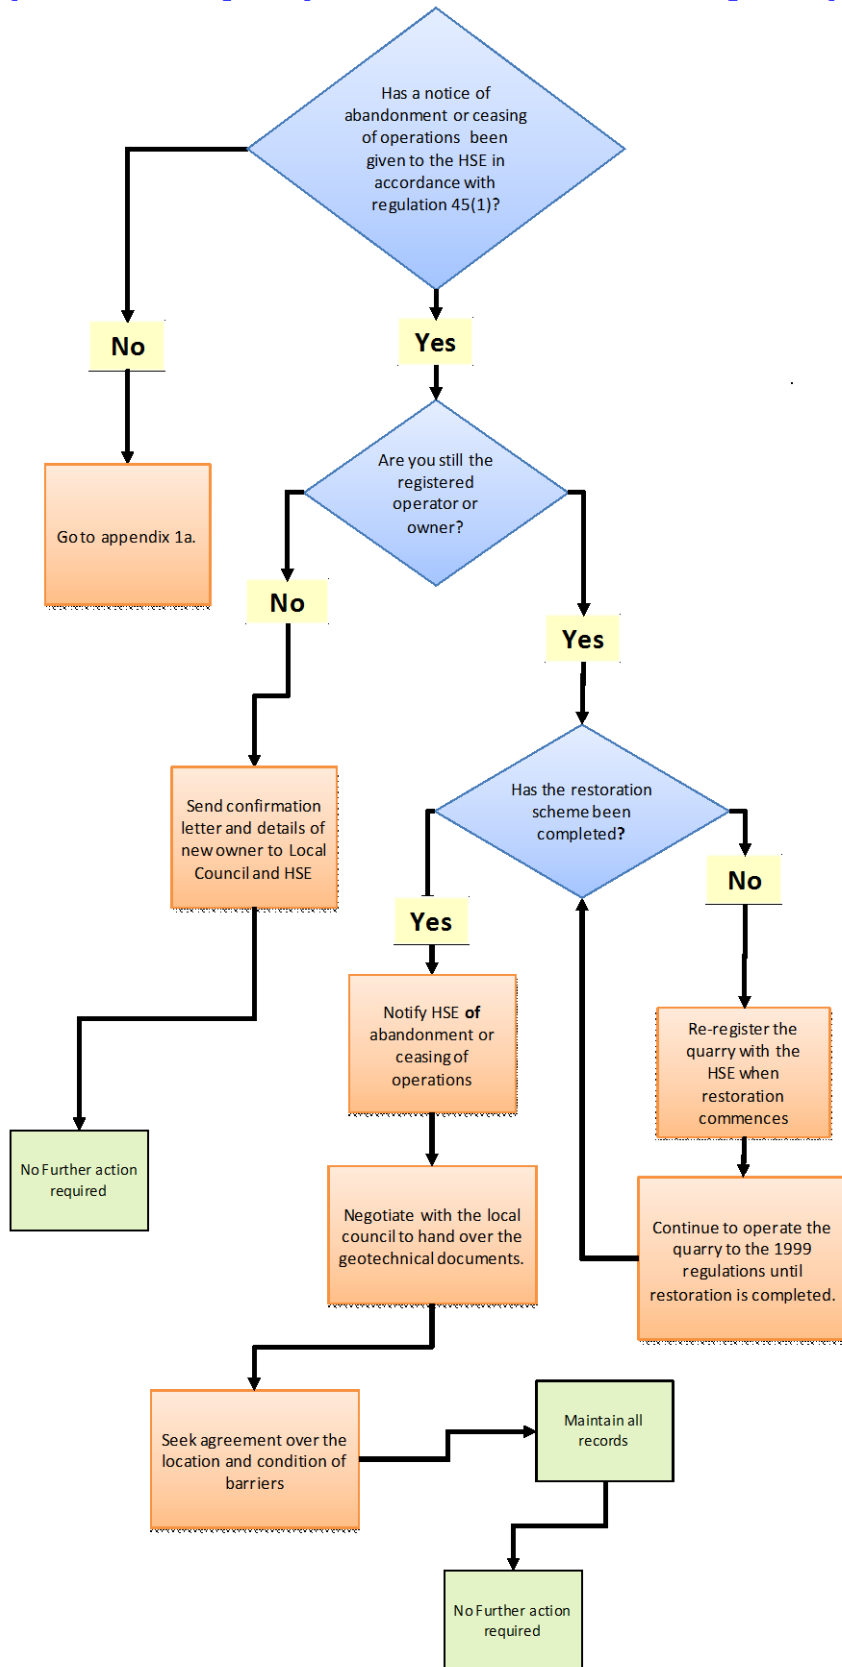 Has a notice of
abandonment or ceasing
of operations been
given to the HSE in
accordance with
regulation 45(1)?
No
Yes
Go to appendix 1a.
Are you still the
registered
operator or
owner?
No
Yes
Send confirmation
letter and details of
new owner to Local
Council and HSE
Has the restoration
scheme been
completed?
Yes
No
No Further action
required
Notify HSE of
abandonment or
ceasing of
operations
Re-register the
quarry with the
HSE when
restoration
commences
Negotiate with the local
council to hand over the
geotechnical documents.
Continue to operate the
quarry to the 1999
regulations until
restoration is completed.
Seek agreement over the
location and condition of
barriers
Maintain all
records
No Further action
required